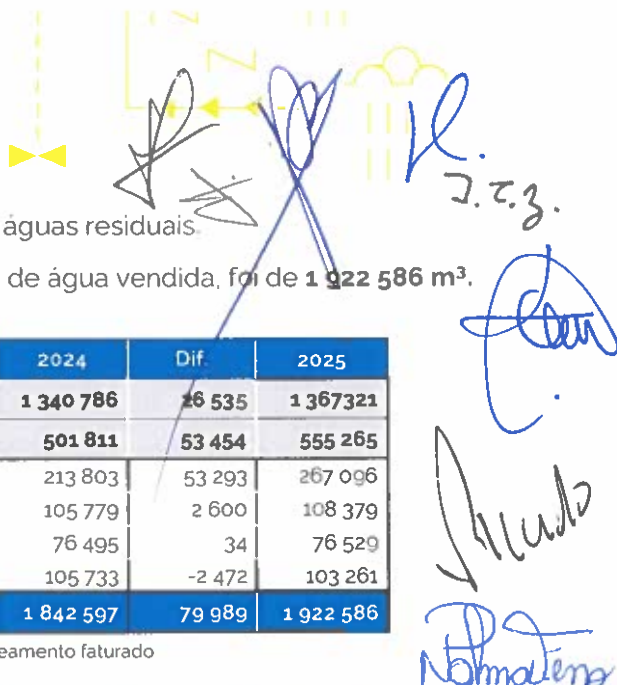 J. T. z.
águas residuais.
de água vendida, foi de 1 922 586 m³.
2024 Dif. 2025
1 340 786 26 535 1 367321
501 811 53 454 555 265
213 803 53 293 267 096
105 779 2 600 108 379
76 495 34 76 529
105 733 -2 472 103 261
1 842 597 79 989 1 922 586
eamento faturado